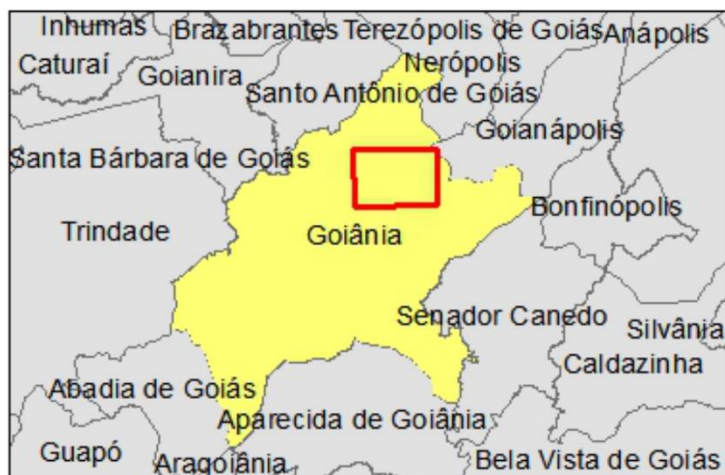 Inhumas
Brazabrantes
Terezópolis de Goiás
Anápolis
Caturaí
Goianira
Nerópolis
Santo Antônio de Goiás
Goianápolis
Santa Bárbara de Goiás
Bonfinópolis
Trindade
Goiânia
Senador Canedo
Silvânia
Caldazinha
Abadia de Goiás
Aparecida de Goiânia
Guapó
Aragoiânia
Bela Vista de Goiás